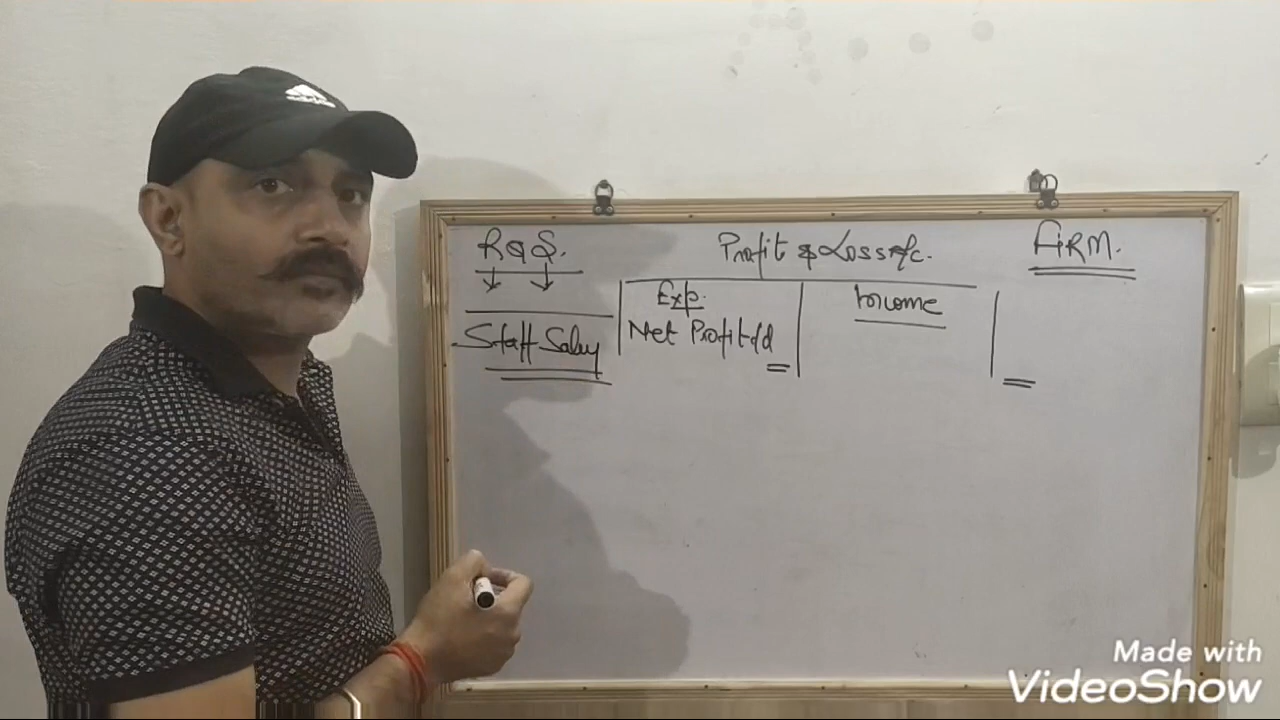 R & S.
Profit & Loss A/c.
FIRM.
Exp.
Income
Staff Salary
Net Profit
Made with
VideoShow